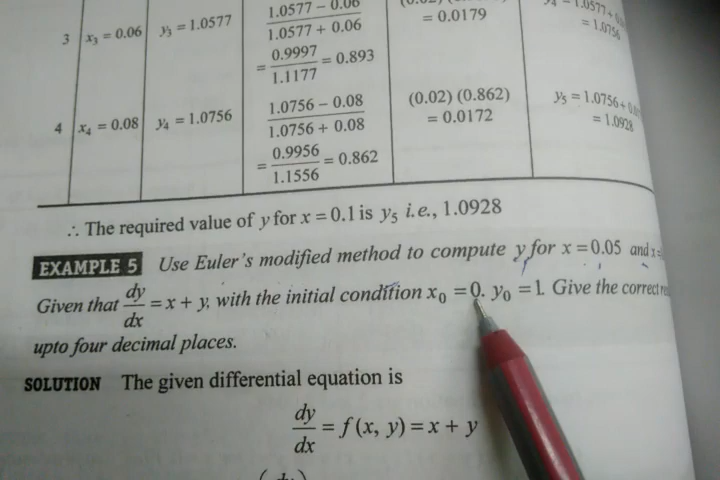 3 x₃ = 0.06 y₃ = 1.0577 1.0577 − 0.06 / 1.0577 + 0.06 = 0.0179 = 1.0756
= 0.9997 / 1.1177 = 0.893
4 x₄ = 0.08 y₄ = 1.0756 1.0756 − 0.08 / 1.0756 + 0.08 (0.02) (0.862) = 0.0172 y₅ = 1.0756 + = 1.0928
= 0.9956 / 1.1556 = 0.862
∴ The required value of y for x = 0.1 is y₅ i.e., 1.0928
EXAMPLE 5 Use Euler's modified method to compute y for x = 0.05 and
Given that dy/dx = x + y, with the initial condition x₀ = 0. y₀ = 1. Give the correct
upto four decimal places.
SOLUTION The given differential equation is
dy/dx = f (x, y) = x + y